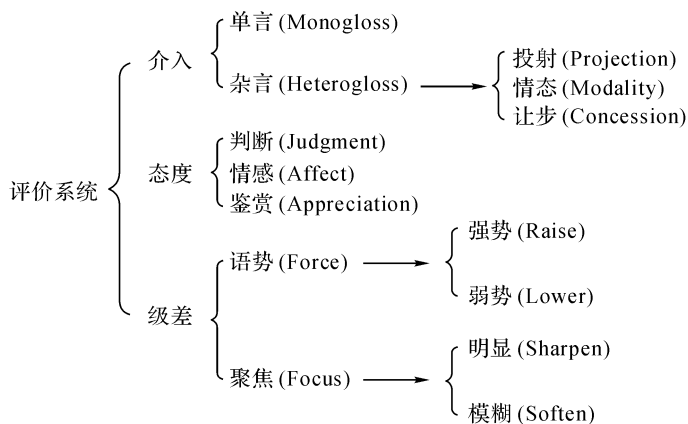 单言 (Monogloss)
介入
杂言 (Heterogloss)
投射 (Projection)
情态 (Modality)
让步 (Concession)
判断 (Judgment)
态度
情感 (Affect)
鉴赏 (Appreciation)
评价系统
语势 (Force)
强势 (Raise)
弱势 (Lower)
级差
聚焦 (Focus)
明显 (Sharpen)
模糊 (Soften)